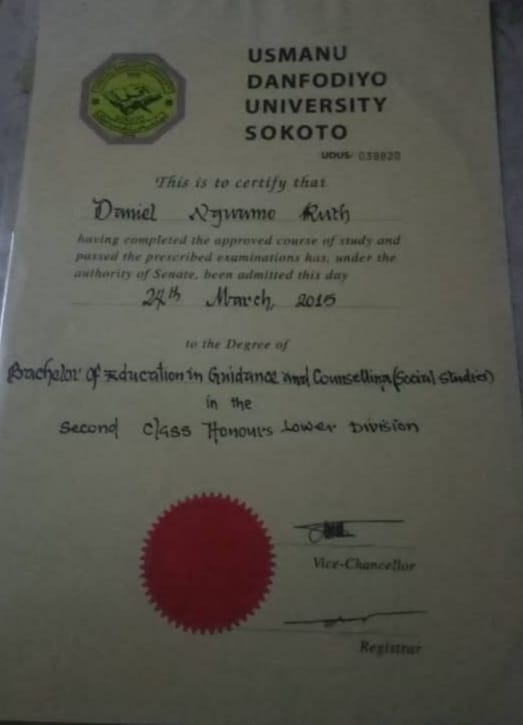 USMANU
DANFODIYO
UNIVERSITY
SOKOTO
UDUS/ 038820
This is to certify that
Daniel Ngwamo Ruth
having completed the approved course of study and
passed the prescribed examinations has, under the
authority of Senate, been admitted this day
24th March, 2015
to the Degree of
Bachelor of Education in Guidance and Counselling (Social Studies)
in the
Second Class Honours Lower Division
Vice-Chancellor
Registrar